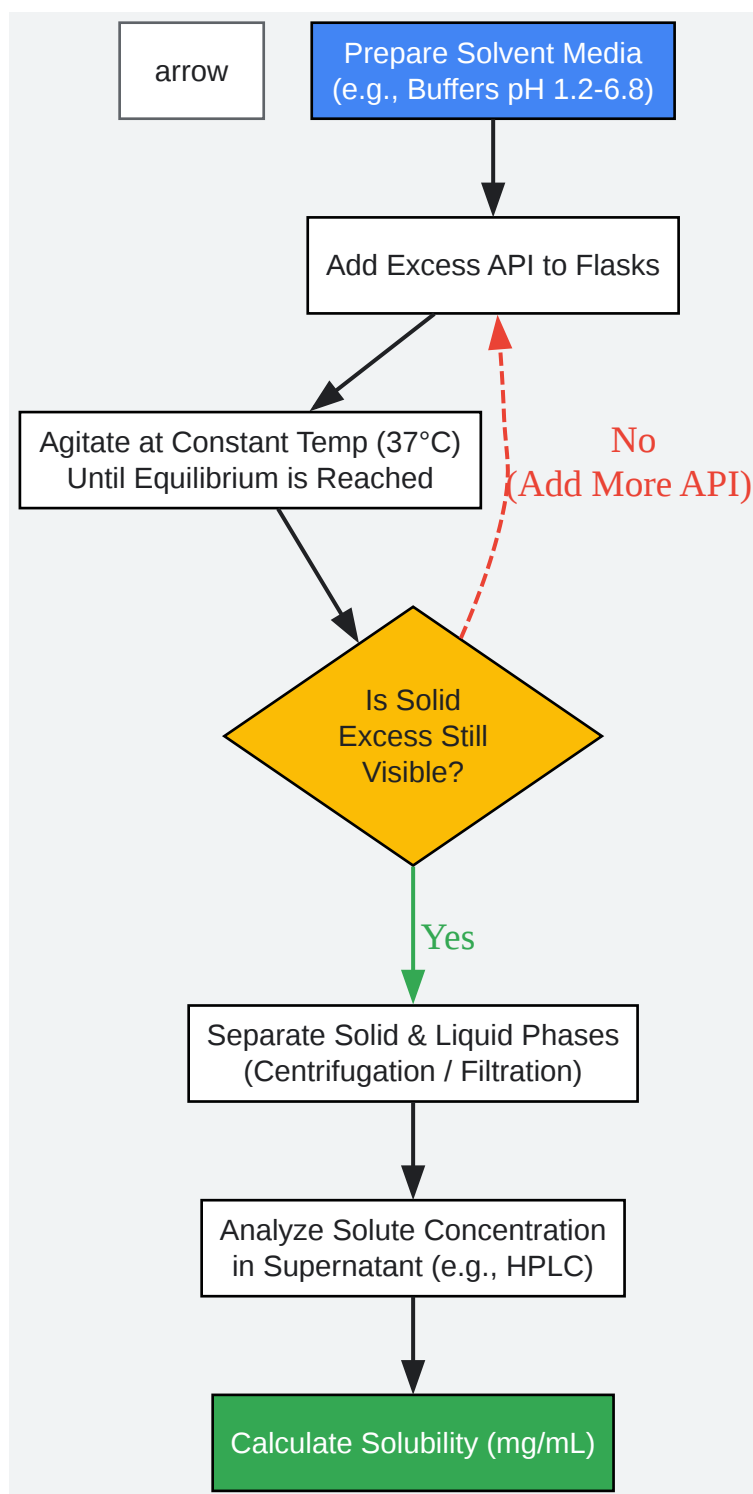 arrow
Prepare Solvent Media
(e.g., Buffers pH 1.2-6.8)
Add Excess API to Flasks
Agitate at Constant Temp (37°C)
Until Equilibrium is Reached
No
(Add More API)
Is Solid
Excess Still
Visible?
Yes
Separate Solid & Liquid Phases
(Centrifugation / Filtration)
Analyze Solute Concentration
in Supernatant (e.g., HPLC)
Calculate Solubility (mg/mL)